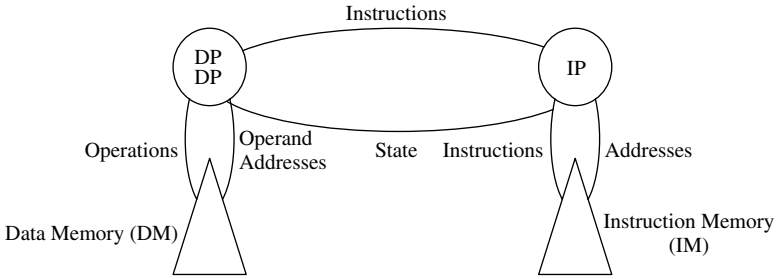 Instructions
DP
DP
IP
Operations
Operand
Addresses
State
Instructions
Addresses
Data Memory (DM)
Instruction Memory
(IM)